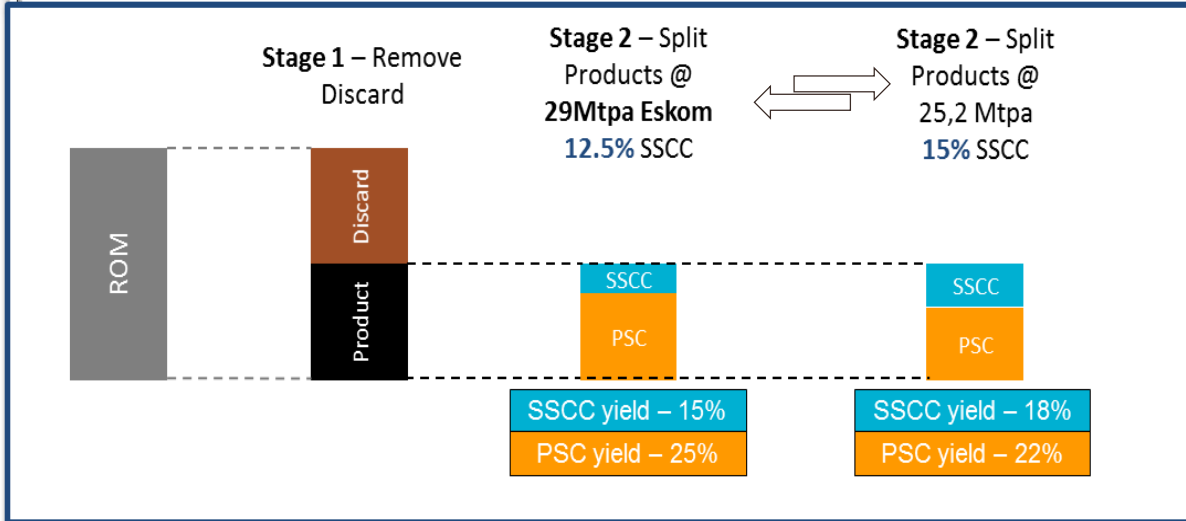 Stage 1 – Remove
Discard
Stage 2 – Split
Products @
29Mtpa Eskom
12.5% SSCC
Stage 2 – Split
Products @
25,2 Mtpa
15% SSCC
ROM
Discard
Product
SSCC
PSC
SSCC
PSC
SSCC yield – 15%
PSC yield – 25%
SSCC yield – 18%
PSC yield – 22%